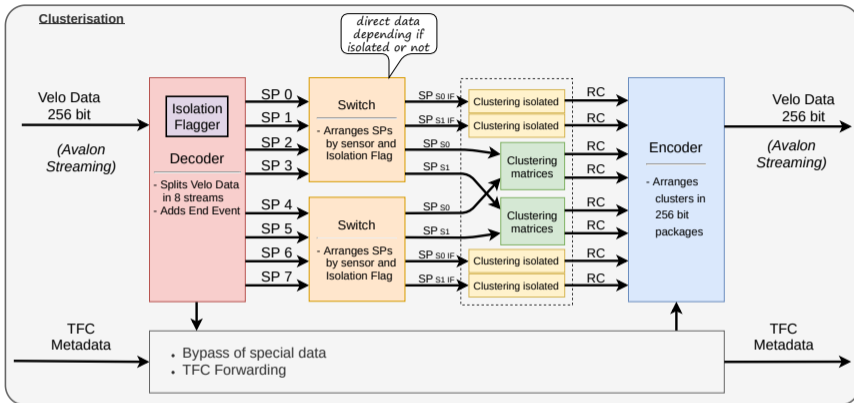 Clusterisation
direct data
depending if
isolated or not
Velo Data
256 bit
(Avalon
Streaming)
Isolation
Flagger
Decoder
- Splits Velo Data
in 8 streams
- Adds End Event
SP 0
SP 1
SP 2
SP 3
SP 4
SP 5
SP 6
SP 7
Switch
- Arranges SPs
by sensor and
Isolation Flag
Switch
- Arranges SPs
by sensor and
Isolation Flag
SP S0 IF
SP S1 IF
SP S0
SP S1
SP S0
SP S1
SP S0 IF
SP S1 IF
Clustering isolated
Clustering isolated
Clustering
matrices
Clustering
matrices
Clustering isolated
Clustering isolated
RC
RC
RC
RC
RC
RC
RC
RC
Encoder
- Arranges
clusters in
256 bit
packages
Velo Data
256 bit
(Avalon
Streaming)
TFC
Metadata
• Bypass of special data
• TFC Forwarding
TFC
Metadata